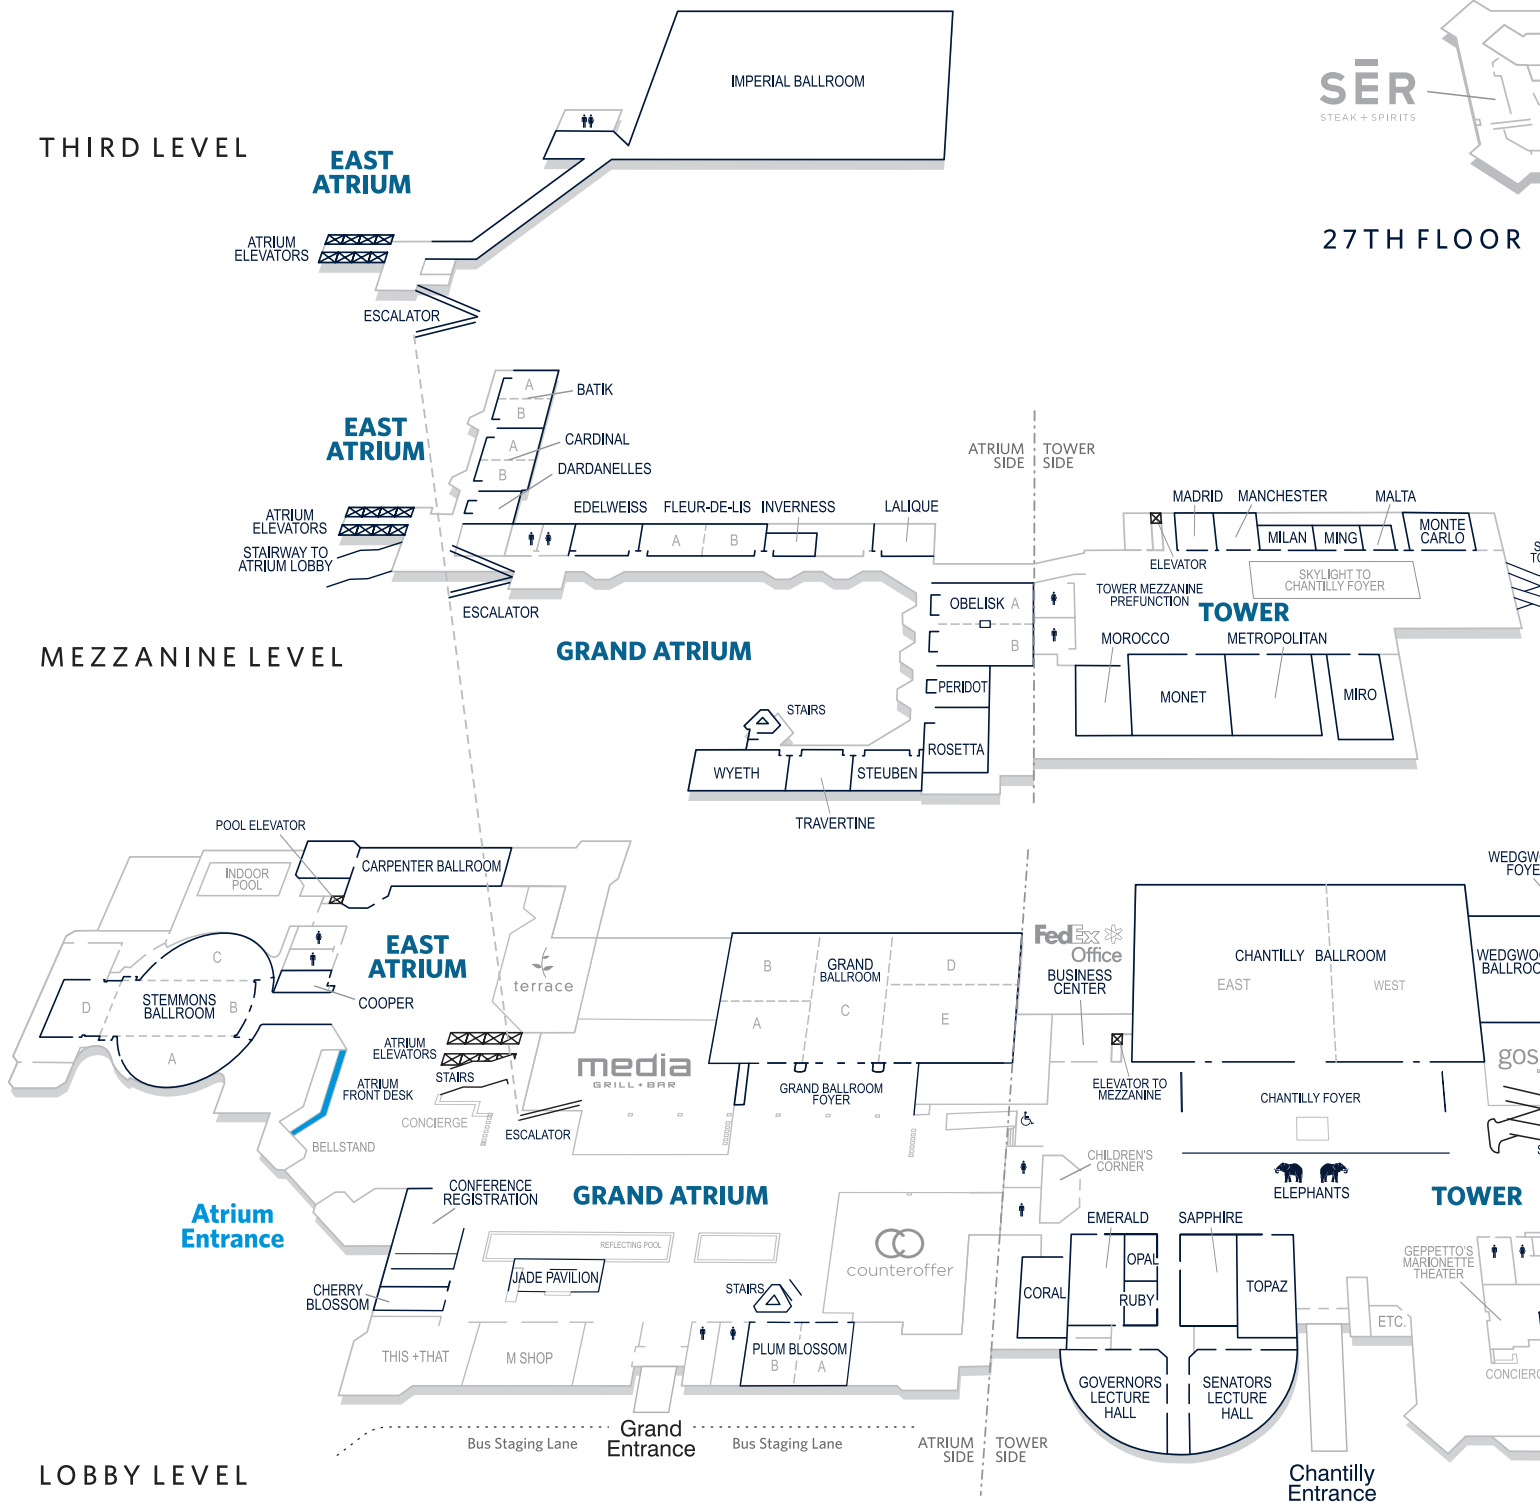 IMPERIAL BALLROOM
SĒR
STEAK + SPIRITS
THIRD LEVEL
EAST
ATRIUM
27TH FLOOR
ATRIUM
ELEVATORS
ESCALATOR
A
BATIK
B
EAST
ATRIUM
A
CARDINAL
B
DARDANELLES
ATRIUM
SIDE
TOWER
SIDE
ATRIUM
ELEVATORS
STAIRWAY TO
ATRIUM LOBBY
EDELWEISS
FLEUR-DE-LIS
INVERNESS
LALIQUE
A
B
MADRID
MANCHESTER
MALTA
MILAN
MING
MONTE
CARLO
ELEVATOR
SKYLIGHT TO
CHANTILLY FOYER
ESCALATOR
OBELISK
A
B
TOWER MEZZANINE
PREFUNCTION
TOWER
MOROCCO
METROPOLITAN
MEZZANINE LEVEL
GRAND ATRIUM
PERIDOT
MONET
MIRO
STAIRS
ROSETTA
WYETH
STEUBEN
TRAVERTINE
POOL ELEVATOR
INDOOR
POOL
CARPENTER BALLROOM
EAST
ATRIUM
C
D
STEMMONS
BALLROOM
B
A
COOPER
terrace
B
GRAND
BALLROOM
D
A
C
E
FedEx
Office
BUSINESS
CENTER
CHANTILLY BALLROOM
EAST
WEST
WEDGW
FOYE
WEDGWO
BALLROO
ATRIUM
ELEVATORS
STAIRS
ATRIUM
FRONT DESK
media
GRILL + BAR
GRAND BALLROOM
FOYER
ELEVATOR TO
MEZZANINE
CHANTILLY FOYER
gos
CONCIERGE
ESCALATOR
BELLSTAND
CHILDREN'S
CORNER
CONFERENCE
REGISTRATION
GRAND ATRIUM
ELEPHANTS
TOWER
Atrium
Entrance
REFLECTING POOL
counteroffer
EMERALD
SAPPHIRE
OPAL
RUBY
TOPAZ
CORAL
GEPPETTO'S
MARIONETTE
THEATER
JADE PAVILION
CHERRY
BLOSSOM
STAIRS
ETC.
THIS +THAT
M SHOP
PLUM BLOSSOM
B
A
GOVERNORS
LECTURE
HALL
SENATORS
LECTURE
HALL
CONCIERG
Bus Staging Lane
Grand
Entrance
Bus Staging Lane
ATRIUM
SIDE
TOWER
SIDE
LOBBY LEVEL
Chantilly
Entrance